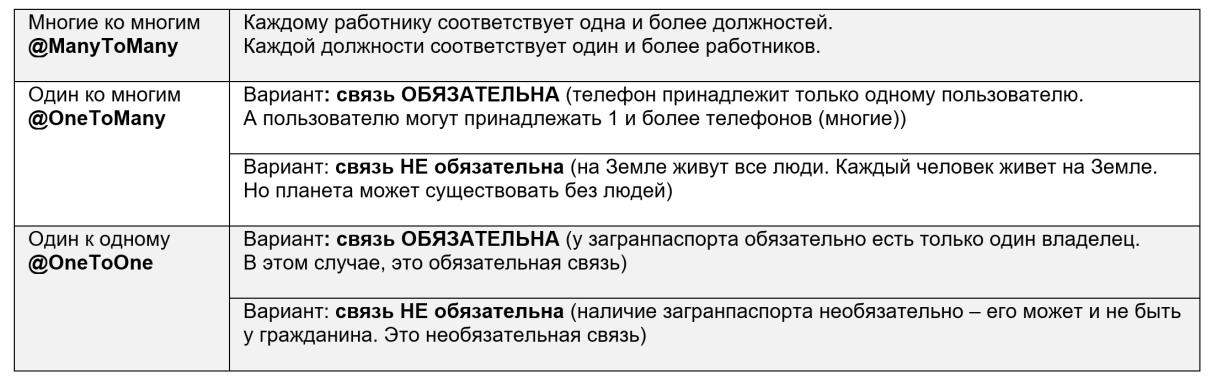 Многие ко многим
@ManyToMany
Каждому работнику соответствует одна и более должностей.
Каждой должности соответствует один и более работников.
Один ко многим
@OneToMany
Вариант: связь ОБЯЗАТЕЛЬНА (телефон принадлежит только одному пользователю.
А пользователю могут принадлежать 1 и более телефонов (многие))
Вариант: связь НЕ обязательна (на Земле живут все люди. Каждый человек живет на Земле.
Но планета может существовать без людей)
Один к одному
@OneToOne
Вариант: связь ОБЯЗАТЕЛЬНА (у загранпаспорта обязательно есть только один владелец.
В этом случае, это обязательная связь)
Вариант: связь НЕ обязательна (наличие загранпаспорта необязательно – его может и не быть
у гражданина. Это необязательная связь)